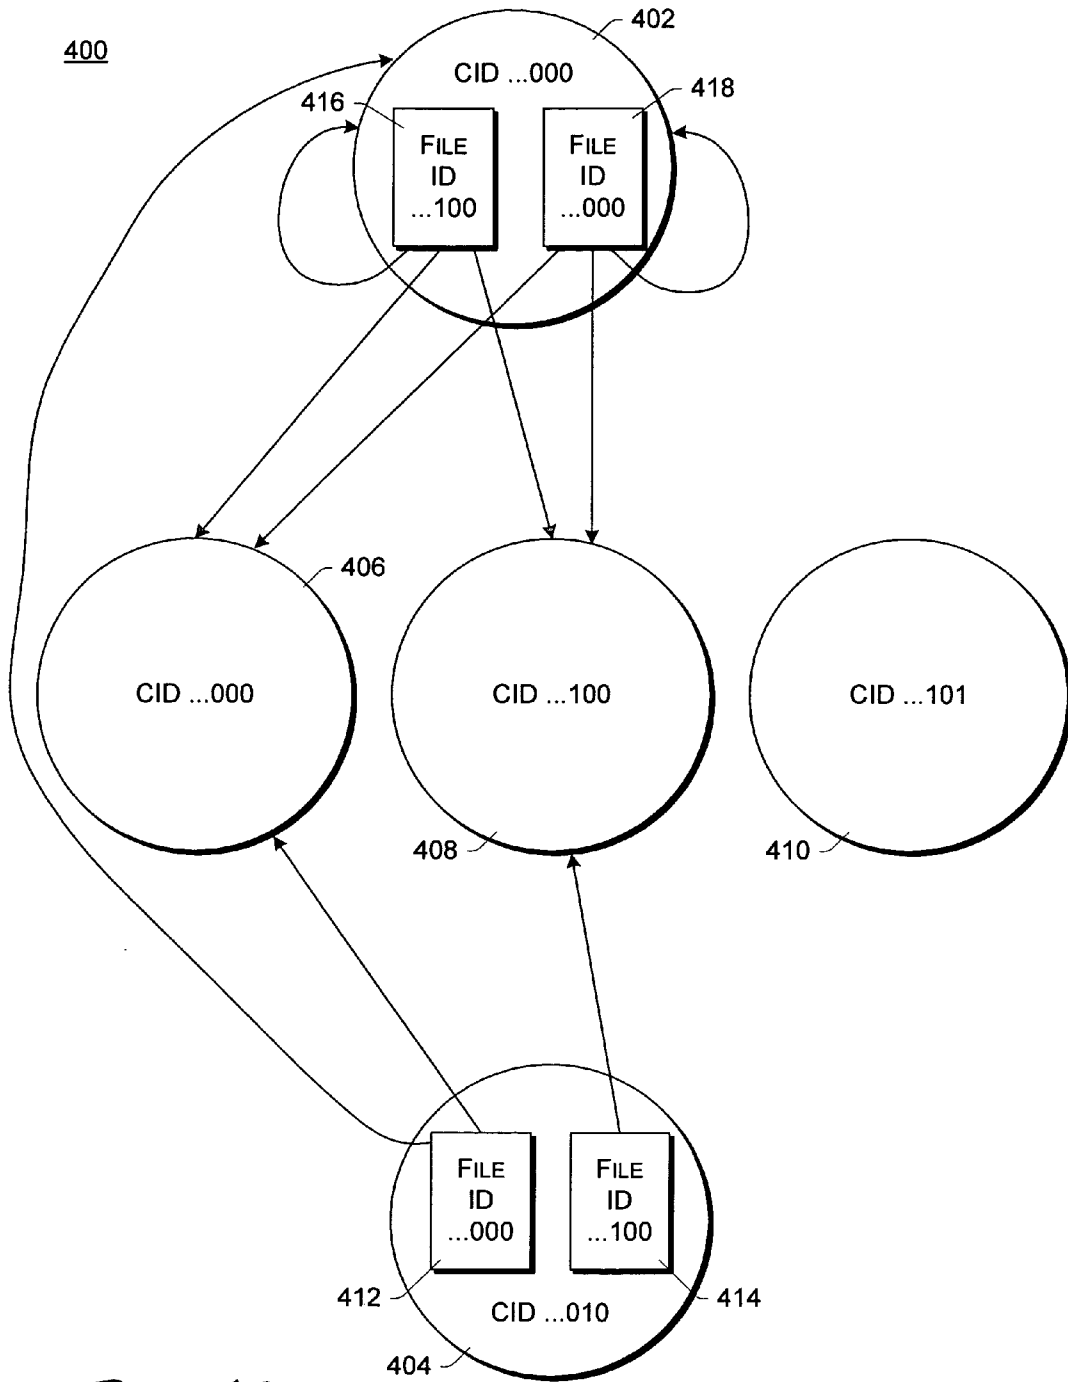 400
402
CID ...000
416
418
FILE
ID
...100
FILE
ID
...000
406
CID ...000
CID ...100
CID ...101
408
410
FILE
ID
...000
FILE
ID
...100
412
414
CID ...010
404